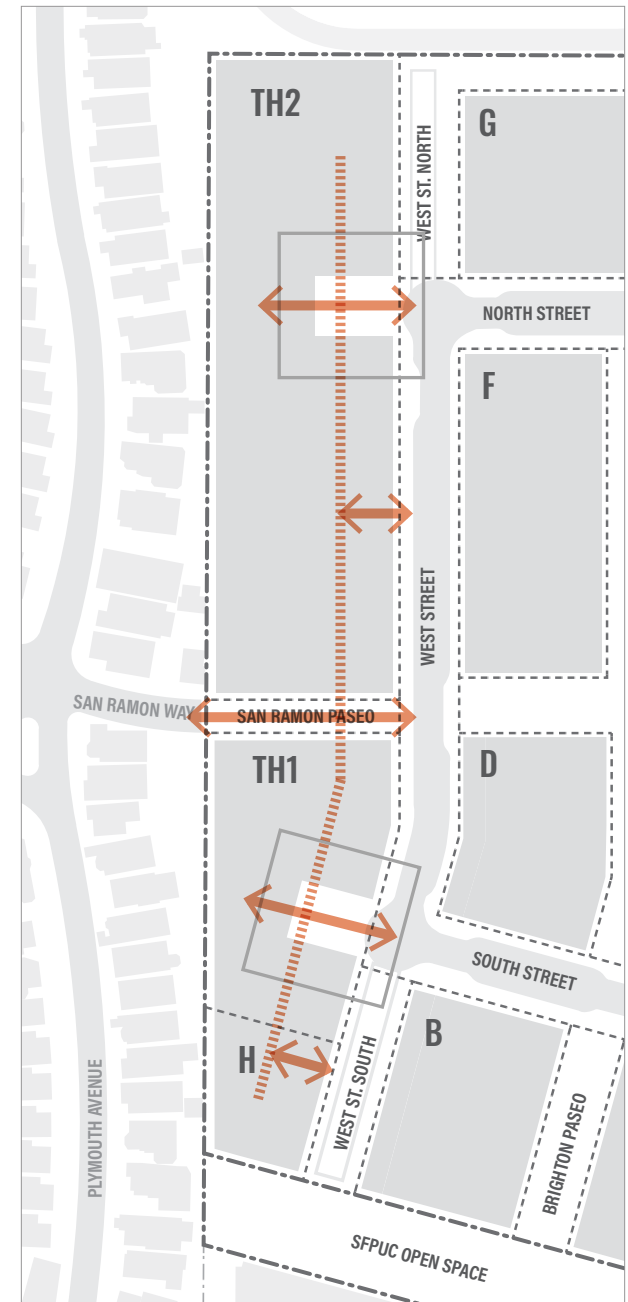 TH2
G
WEST ST. NORTH
NORTH STREET
F
WEST STREET
SAN RAMON WAY
SAN RAMON PASEO
D
TH1
SOUTH STREET
B
H
WEST ST. SOUTH
PLYMOUTH AVENUE
BRIGHTON PASEO
SFPUC OPEN SPACE